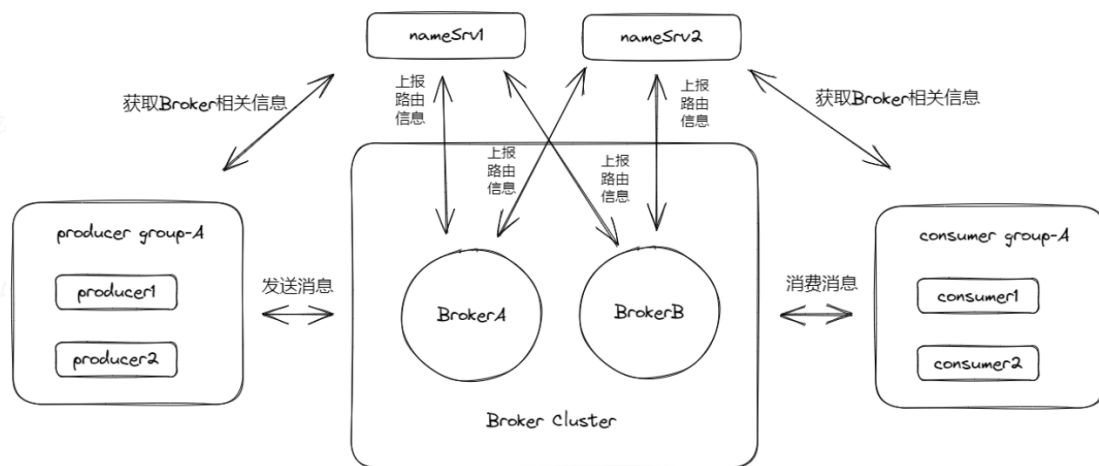 nameSrv1
nameSrv2
上报
路由
信息
上报
路由
信息
获取Broker相关信息
获取Broker相关信息
上报
路由
信息
上报
路由
信息
producer group-A
consumer group-A
producer1
发送消息
BrokerA
BrokerB
消费消息
consumer1
producer2
consumer2
Broker Cluster